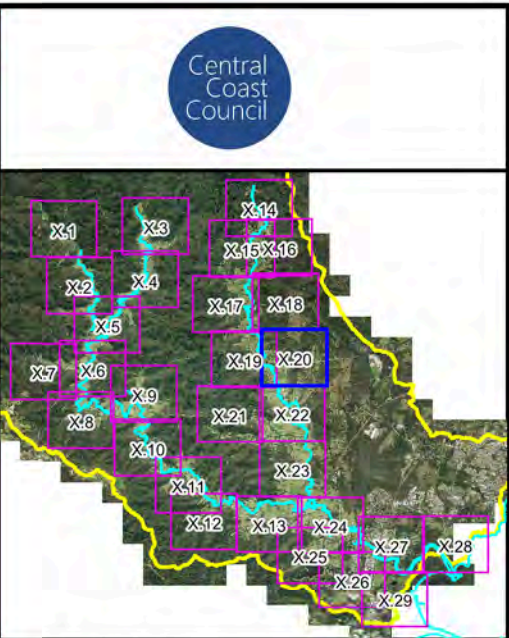 Central
Coast
Council
X.14
X.1
X.3
X.15
X.16
X.2
X.4
X.17
X.18
X.5
X.19
X.20
X.7
X.6
X.9
X.21
X.22
X.8
X.10
X.23
X.11
X.12
X.13
X.24
X.27
X.28
X.25
X.26
X.29